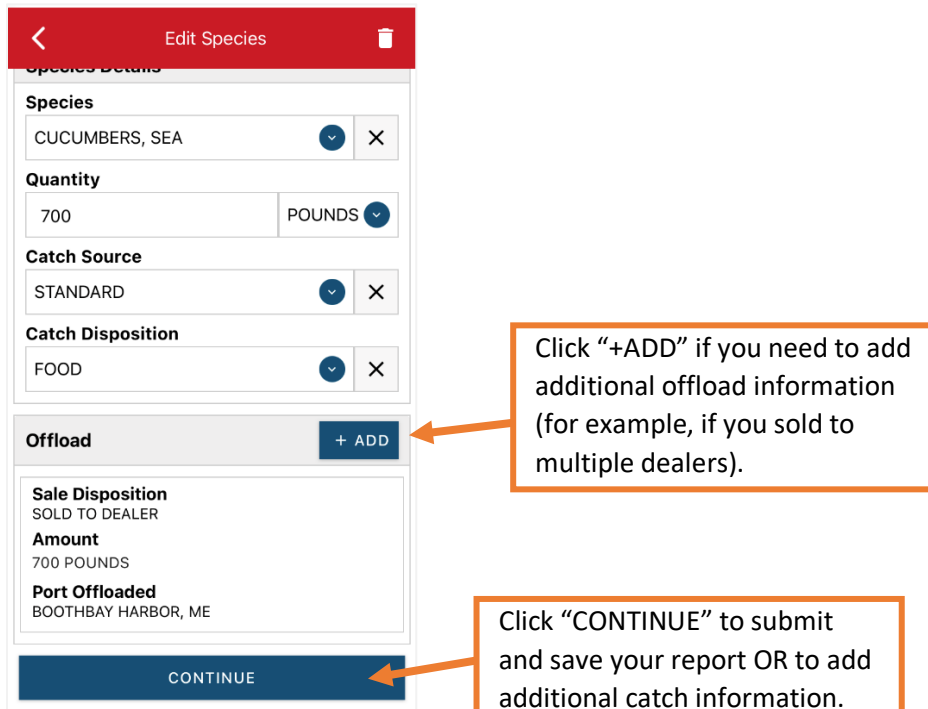 Edit Species
Species Details
Species
CUCUMBERS, SEA
Quantity
700 POUNDS
Catch Source
STANDARD
Catch Disposition
FOOD
Offload + ADD
Sale Disposition
SOLD TO DEALER
Amount
700 POUNDS
Port Offloaded
BOOTHBAY HARBOR, ME
CONTINUE
Click “+ADD” if you need to add
additional offload information
(for example, if you sold to
multiple dealers).
Click “CONTINUE” to submit
and save your report OR to add
additional catch information.